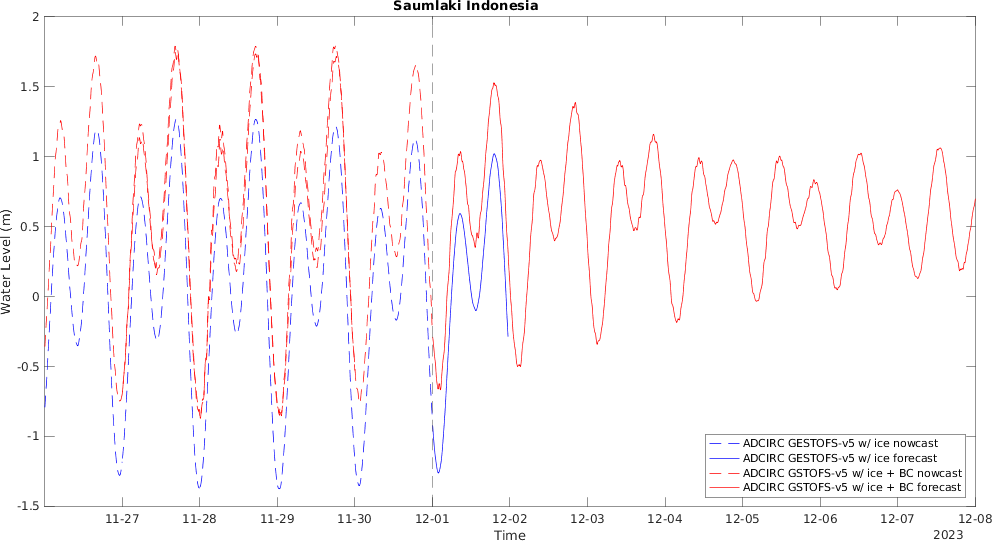 Saumlaki Indonesia
2
1.5
1
0.5
0
-0.5
-1
-1.5
Water Level (m)
ADCIRC GESTOFS-v5 w/ ice nowcast
ADCIRC GESTOFS-v5 w/ ice forecast
ADCIRC GSTOFS-v5 w/ ice + BC nowcast
ADCIRC GSTOFS-v5 w/ ice + BC forecast
11-27 11-28 11-29 11-30 12-01 12-02 12-03 12-04 12-05 12-06 12-07 12-08
Time
2023